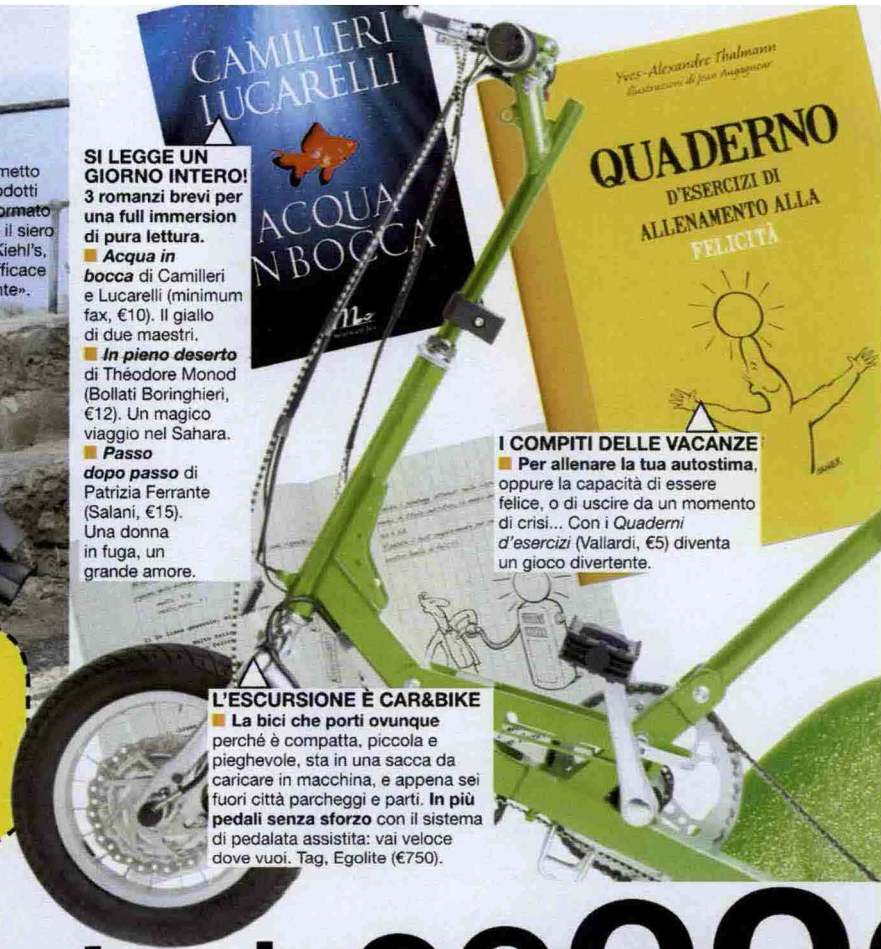 metto
odotti
ormato
il siero
Kiehl's,
fficace
nte».
CAMILLERI
LUCARELLI
ACQUA
IN BOCCA
SI LEGGE UN
GIORNO INTERO!
3 romanzi brevi per
una full immersion
di pura lettura.
Acqua in
bocca di Camilleri
e Lucarelli (minimum
fax, €10). Il giallo
di due maestri.
In pieno deserto
di Théodore Monod
(Bollati Boringhieri,
€12). Un magico
viaggio nel Sahara.
Passo
dopo passo di
Patrizia Ferrante
(Salani, €15).
Una donna
in fuga, un
grande amore.
Yves-Alexandre Thalmann
Illustrazioni di Jean Augagneur
QUADERNO
D'ESERCIZI DI
ALLENAMENTO ALLA
FELICITÀ
I COMPITI DELLE VACANZE
Per allenare la tua autostima,
oppure la capacità di essere
felice, o di uscire da un momento
di crisi... Con i Quaderni
d'esercizi (Vallardi, €5) diventa
un gioco divertente.
L'ESCURSIONE È CAR&BIKE
La bici che porti ovunque
perché è compatta, piccola e
pieghevole, sta in una sacca da
caricare in macchina, e appena sei
fuori città parcheggi e parti. In più
pedali senza sforzo con il sistema
di pedalata assistita: vai veloce
dove vuoi. Tag, Egolite (€750).